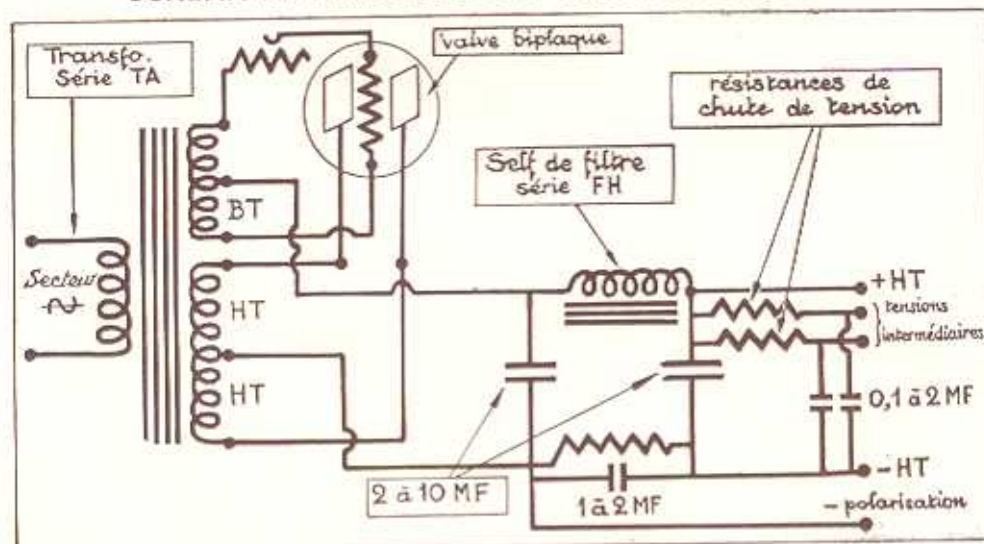 Transfo.
Série TA
valve biplaque
résistances de
chute de tension
Self de filtre
série FH
BT
Secteur
HT
HT
+HT
tensions
intermédiaires
0,1 à 2 MF
2 à 10 MF
1 à 2 MF
-HT
- polarisation